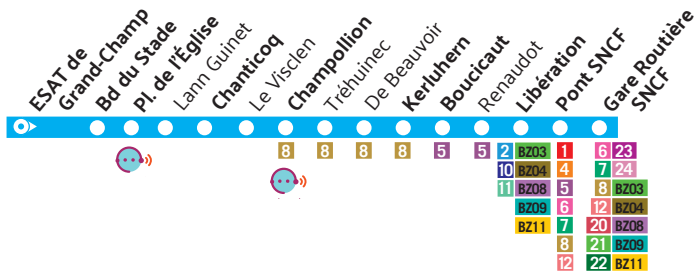 ESAT de
Grand-Champ
Bd du Stade
Pl. de l'Église
Lann Guinet
Chanticoq
Le Visclen
Champollion
Tréhuinec
De Beauvoir
Kerluhern
Boucicaut
Renaudot
Libération
Pont SNCF
Gare Routière
SNCF
8 8 8 8 5 5 2 BZ03 1 6 23
10 BZ04 4 7 24
11 BZ08 5 8 BZ03
BZ09 6 12 BZ04
BZ11 7 20 BZ08
8 21 BZ09
12 22 BZ11